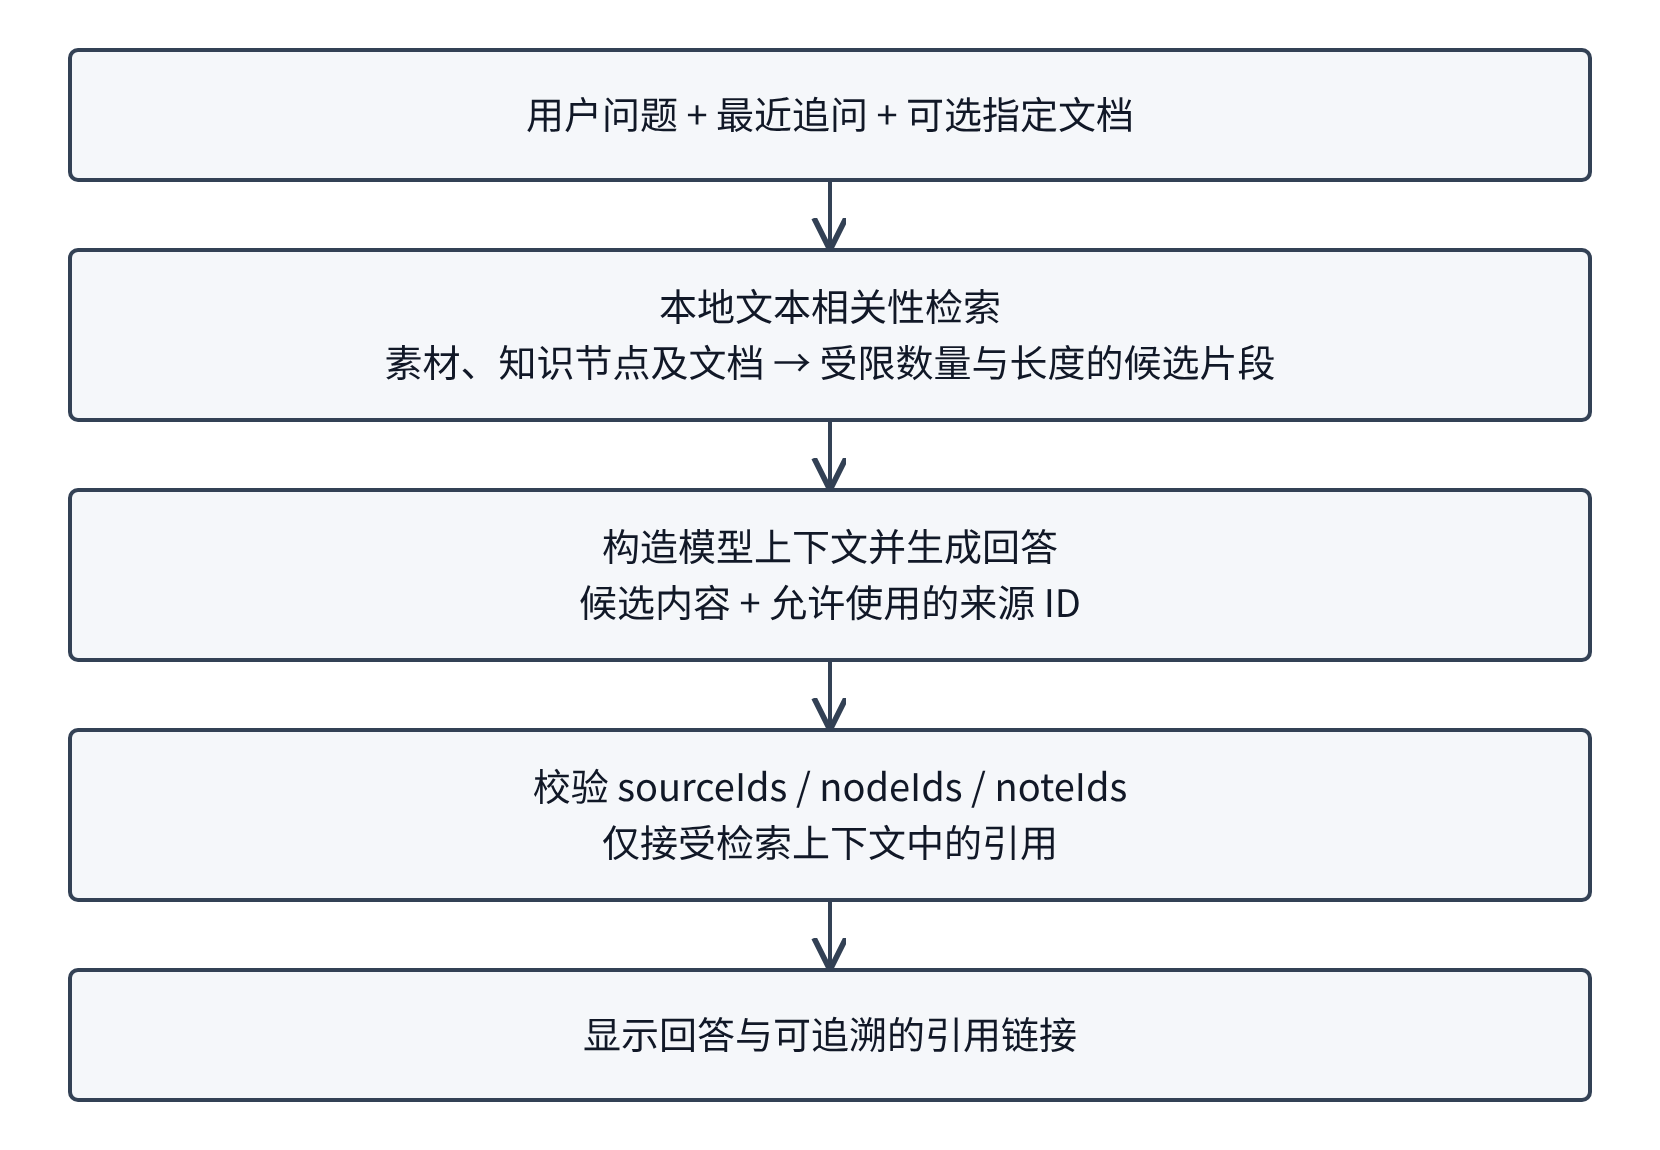 用户问题 + 最近追问 + 可选指定文档
本地文本相关性检索
素材、知识节点及文档 → 受限数量与长度的候选片段
构造模型上下文并生成回答
候选内容 + 允许使用的来源 ID
校验 sourceIds / nodeIds / noteIds
仅接受检索上下文中的引用
显示回答与可追溯的引用链接